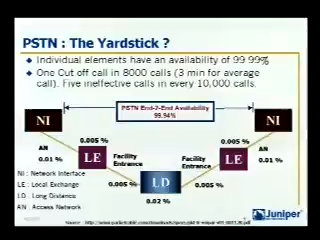 PSTN : The Yardstick ?
Individual elements have an availability of 99.99%
One Cut off call in 8000 calls (3 min for average
call). Five ineffective calls in every 10,000 calls.
PSTN End-2-End Availability
99.94%
NI
NI
AN
0.01 %
0.005 %
LE
Facility
Entrance
0.005 %
LD
0.02 %
Facility
Entrance
0.005 %
0.005 %
LE
AN
0.01 %
NI : Network Interface
LE : Local Exchange
LD : Long Distance
AN : Access Network
Source :
Juniper